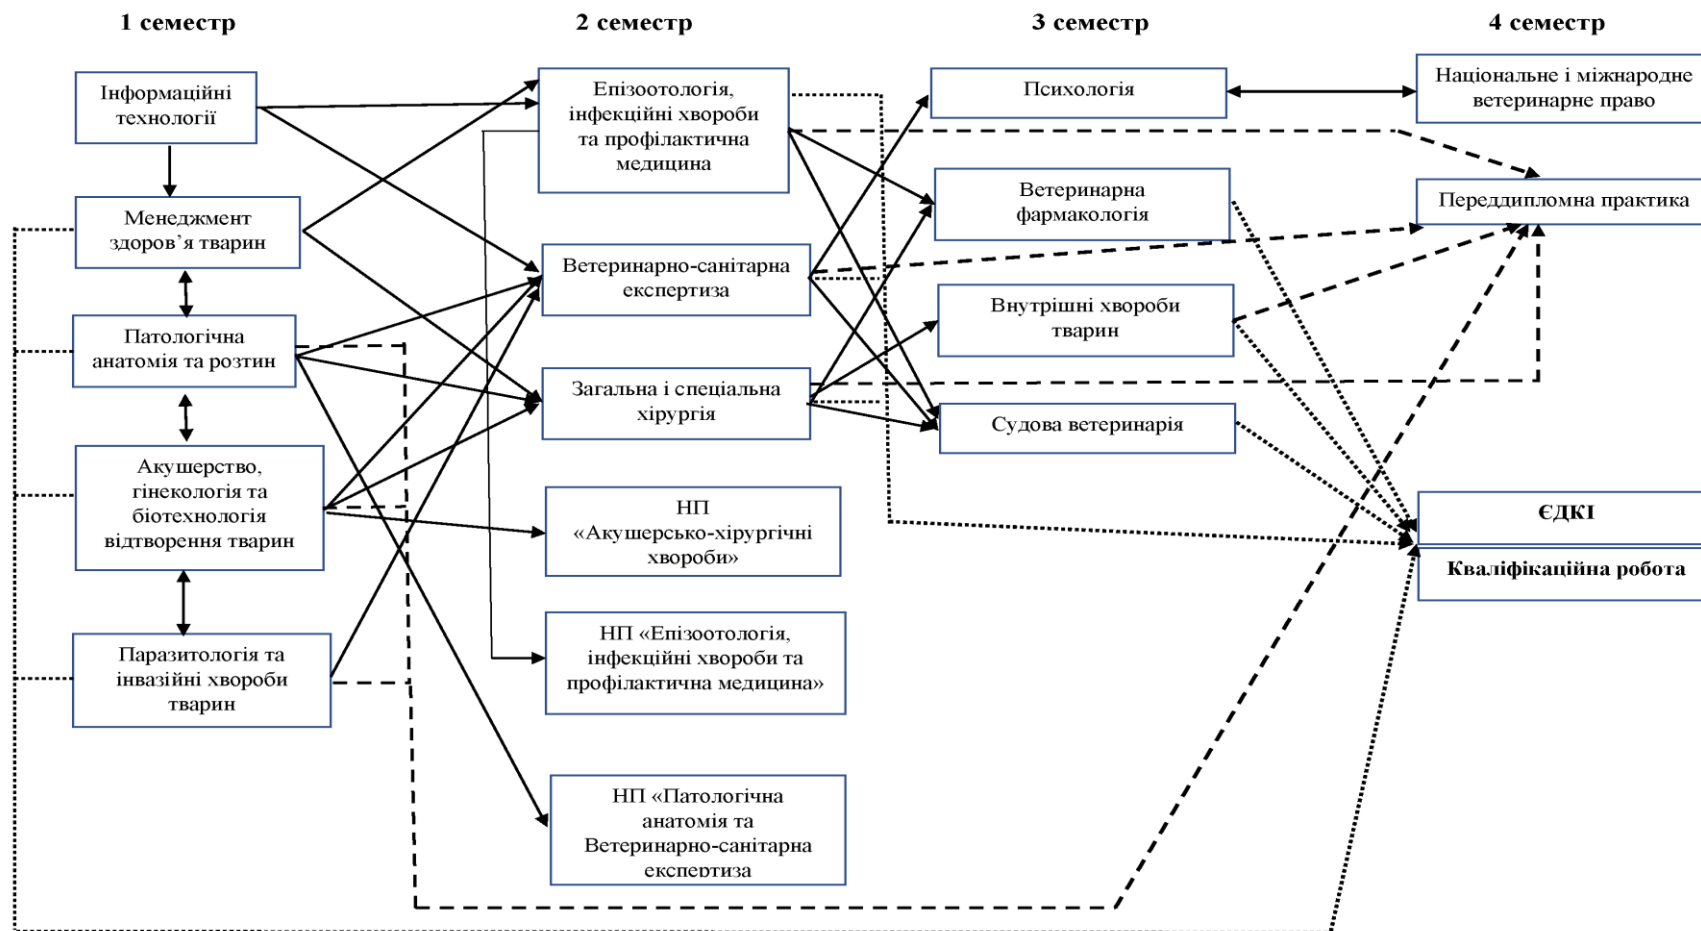 1 семестр
2 семестр
3 семестр
4 семестр
Інформаційні
технології
Менеджмент
здоров’я тварин
Патологічна
анатомія та розтин
Акушерство,
гінекологія та
біотехнологія
відтворення тварин
Паразитологія та
інвазійні хвороби
тварин
Епізоотологія,
інфекційні хвороби
та профілактична
медицина
Ветеринарно-санітарна
експертиза
Загальна і спеціальна
хірургія
НП
«Акушерсько-хірургічні
хвороби»
НП «Епізоотологія,
інфекційні хвороби та
профілактична медицина»
НП «Патологічна
анатомія та
Ветеринарно-санітарна
експертиза
Психологія
Ветеринарна
фармакологія
Внутрішні хвороби
тварин
Судова ветеринарія
Національне і міжнародне
ветеринарне право
Переддипломна практика
ЄДКІ
Кваліфікаційна робота